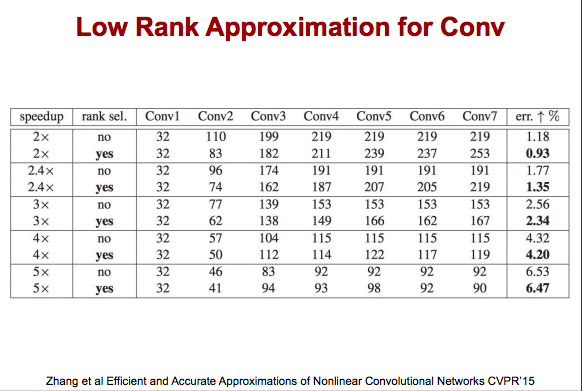 Low Rank Approximation for Conv
speedup rank sel. Conv1 Conv2 Conv3 Conv4 Conv5 Conv6 Conv7 err. ↑ %
2× no 32 110 199 219 219 219 219 1.18
2× yes 32 83 182 211 239 237 253 0.93
2.4× no 32 96 174 191 191 191 191 1.77
2.4× yes 32 74 162 187 207 205 219 1.35
3× no 32 77 139 153 153 153 153 2.56
3× yes 32 62 138 149 166 162 167 2.34
4× no 32 57 104 115 115 115 115 4.32
4× yes 32 50 112 114 122 117 119 4.20
5× no 32 46 83 92 92 92 92 6.53
5× yes 32 41 94 93 98 92 90 6.47
Zhang et al Efficient and Accurate Approximations of Nonlinear Convolutional Networks CVPR'15